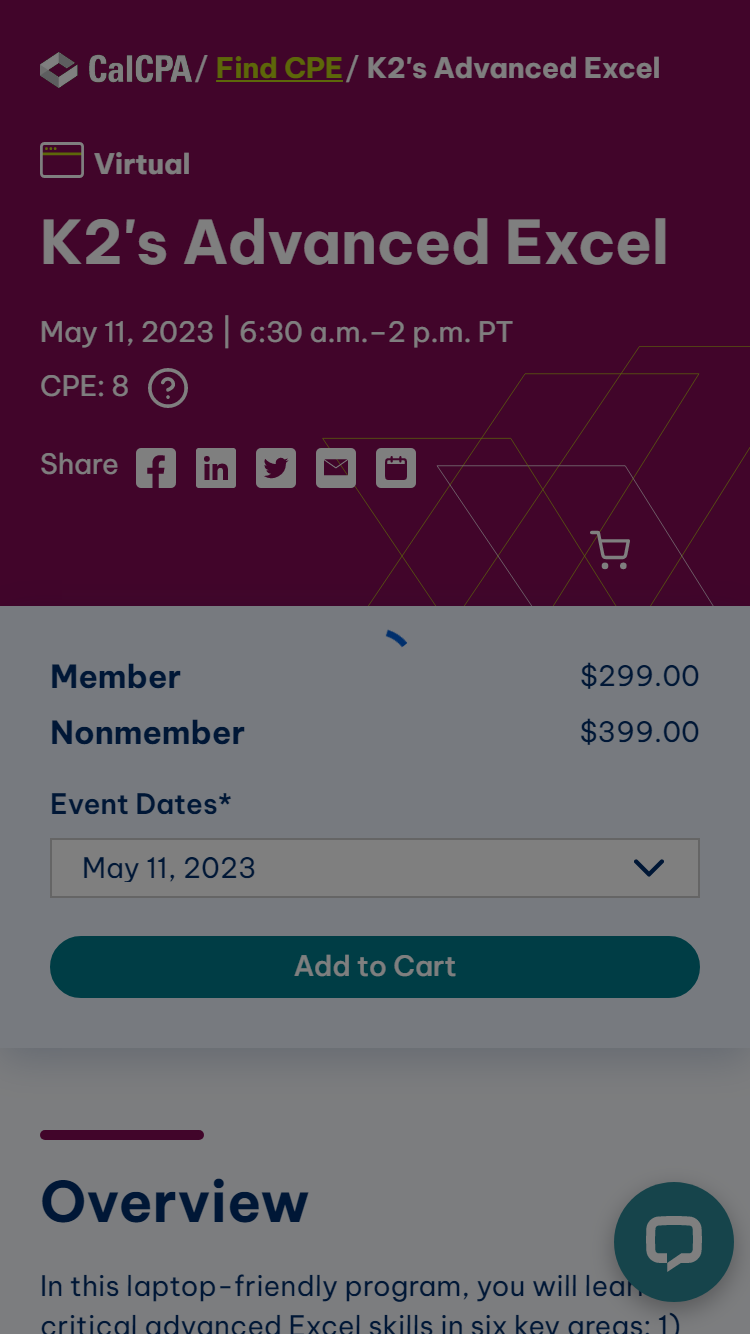 CalCPA / Find CPE / K2's Advanced Excel
Virtual
K2's Advanced Excel
May 11, 2023 | 6:30 a.m.–2 p.m. PT
CPE: 8 ?
Share
Member $299.00
Nonmember $399.00
Event Dates*
May 11, 2023
Add to Cart
Overview
In this laptop-friendly program, you will lear
critical advanced Excel skills in six key areas: 1)